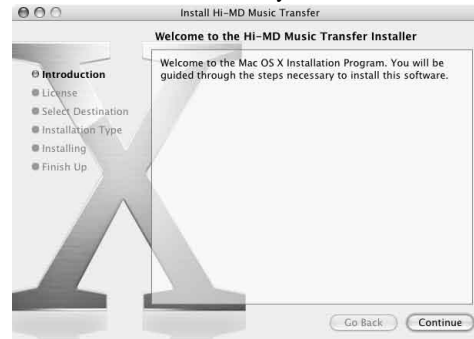 Install Hi-MD Music Transfer
Welcome to the Hi-MD Music Transfer Installer
Introduction
License
Select Destination
Installation Type
Installing
Finish Up
Welcome to the Mac OS X Installation Program. You will be
guided through the steps necessary to install this software.
Go Back
Continue